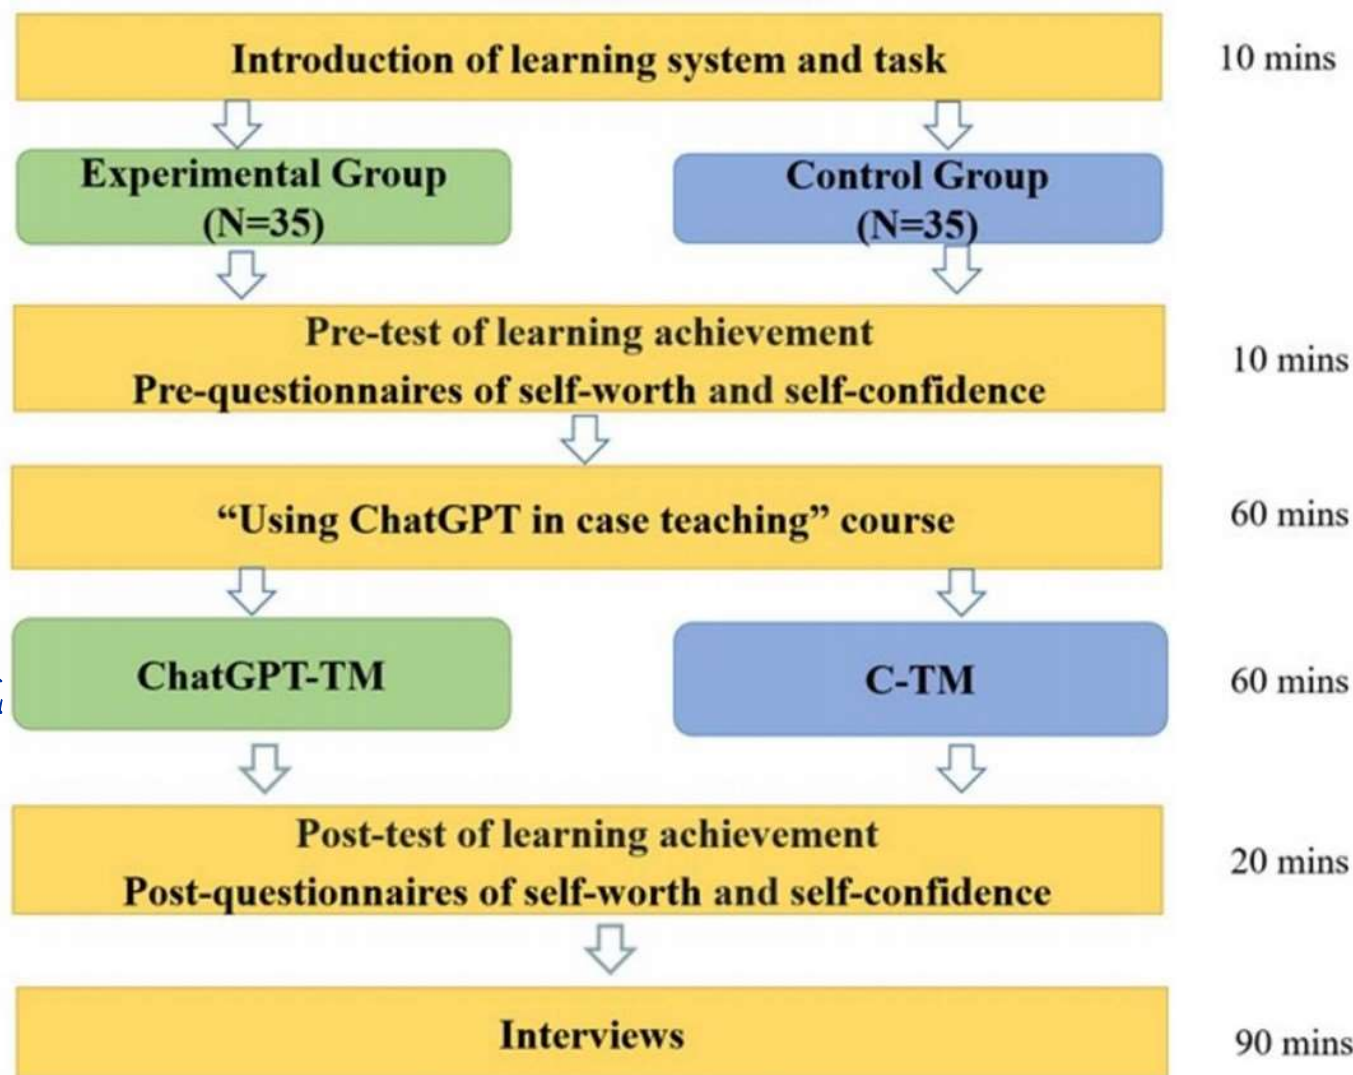 Introduction of learning system and task
10 mins
Experimental Group
(N=35)
Control Group
(N=35)
Pre-test of learning achievement
Pre-questionnaires of self-worth and self-confidence
10 mins
“Using ChatGPT in case teaching” course
60 mins
ChatGPT-TM
C-TM
60 mins
Post-test of learning achievement
Post-questionnaires of self-worth and self-confidence
20 mins
Interviews
90 mins